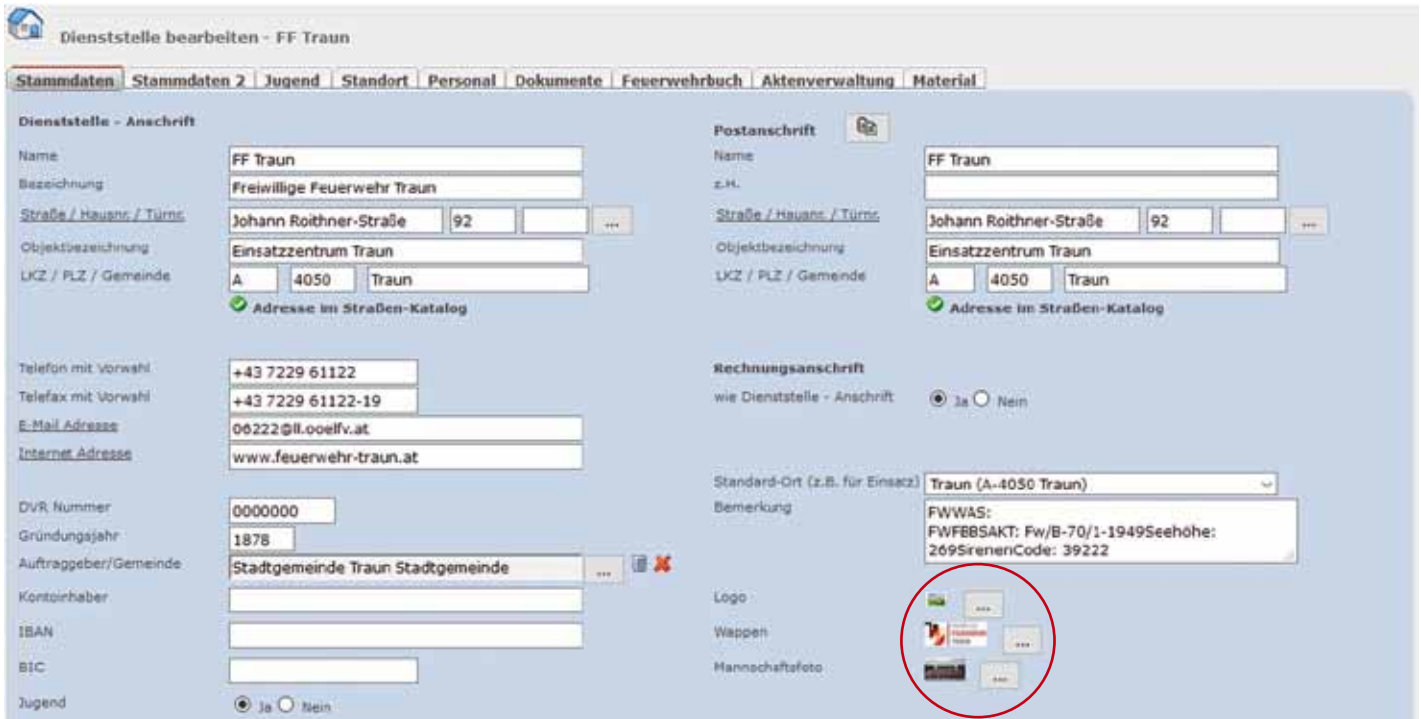 Dienststelle bearbeiten - FF Traun
Stammdaten Stammdaten 2 Jugend Standort Personal Dokumente Feuerwehrbuch Aktenverwaltung Material
Dienststelle - Anschrift
Name FF Traun
Bezeichnung Freiwillige Feuerwehr Traun
Straße / Hausnr. / Türnr. Johann Roithner-Straße 92 ...
Objektbezeichnung Einsatzzentrum Traun
LKZ / PLZ / Gemeinde A 4050 Traun
Adresse im Straßen-Katalog
Telefon mit Vorwahl +43 7229 61122
Telefax mit Vorwahl +43 7229 61122-19
E-Mail Adresse 06222@ll.ooelfv.at
Internet Adresse www.feuerwehr-traun.at
DVR Nummer 0000000
Gründungsjahr 1878
Auftraggeber/Gemeinde Stadtgemeinde Traun Stadtgemeinde ...
Kontoinhaber
IBAN
BIC
Jugend Ja Nein
Postanschrift
Name FF Traun
z.H.
Straße / Hausnr. / Türnr. Johann Roithner-Straße 92 ...
Objektbezeichnung Einsatzzentrum Traun
LKZ / PLZ / Gemeinde A 4050 Traun
Adresse im Straßen-Katalog
Rechnungsanschrift
wie Dienststelle - Anschrift Ja Nein
Standard-Ort (z.B. für Einsatz) Traun (A-4050 Traun)
Bemerkung FWWAS:
FWFBBSAKT: Fw/B-70/1-1949Seehöhe:
269SirenenCode: 39222
Logo ...
Wappen ...
Mannschaftsfoto ...